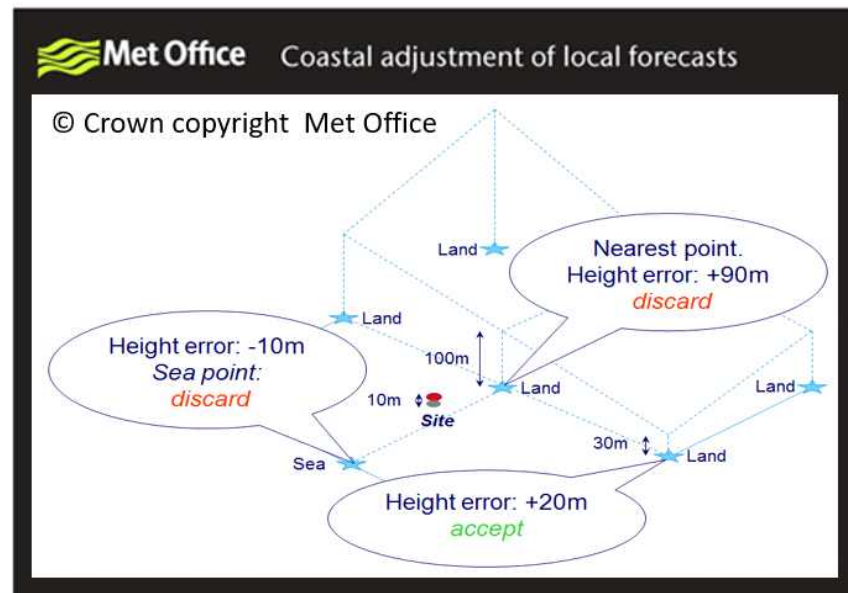 Met Office Coastal adjustment of local forecasts
© Crown copyright Met Office
Land
Nearest point.
Height error: +90m
discard
Land
Height error: -10m
Sea point:
discard
100m
Land
Land
10m
Site
30m
Land
Sea
Height error: +20m
accept